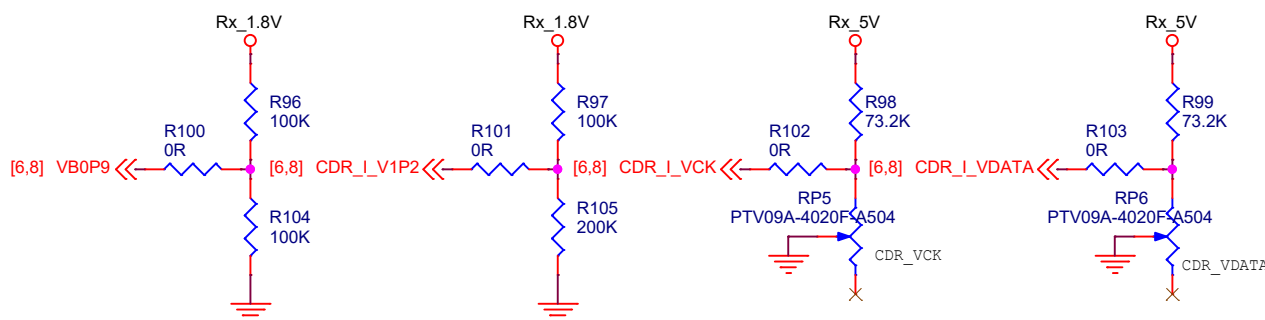 Rx_1.8V
Rx_1.8V
Rx_5V
Rx_5V
R96
100K
R97
100K
R98
73.2K
R99
73.2K
R100
0R
R101
0R
R102
0R
R103
0R
[6,8] VB0P9
[6,8] CDR_I_V1P2
[6,8] CDR_I_VCK
[6,8] CDR_I_VDATA
R104
100K
R105
200K
RP5
PTV09A-4020F-A504
CDR_VCK
RP6
PTV09A-4020F-A504
CDR_VDATA